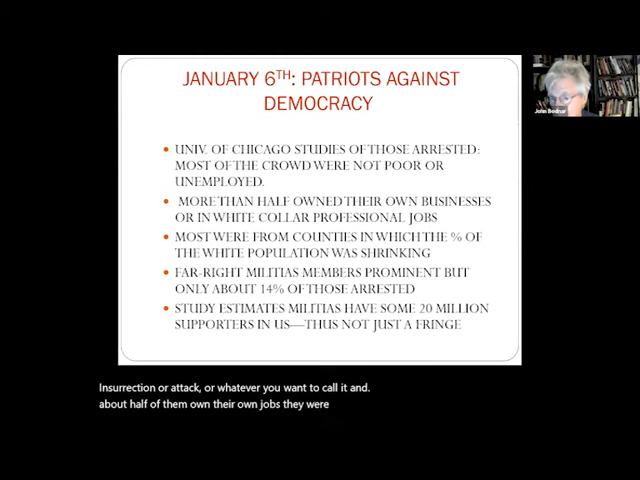 JANUARY 6TH: PATRIOTS AGAINST
DEMOCRACY
John Bodnar
• UNIV. OF CHICAGO STUDIES OF THOSE ARRESTED:
MOST OF THE CROWD WERE NOT POOR OR
UNEMPLOYED.
• MORE THAN HALF OWNED THEIR OWN BUSINESSES
OR IN WHITE COLLAR PROFESSIONAL JOBS
• MOST WERE FROM COUNTIES IN WHICH THE % OF
THE WHITE POPULATION WAS SHRINKING
• FAR-RIGHT MILITIAS MEMBERS PROMINENT BUT
ONLY ABOUT 14% OF THOSE ARRESTED
• STUDY ESTIMATES MILITIAS HAVE SOME 20 MILLION
SUPPORTERS IN US—THUS NOT JUST A FRINGE
Insurrection or attack, or whatever you want to call it and.
about half of them own their own jobs they were